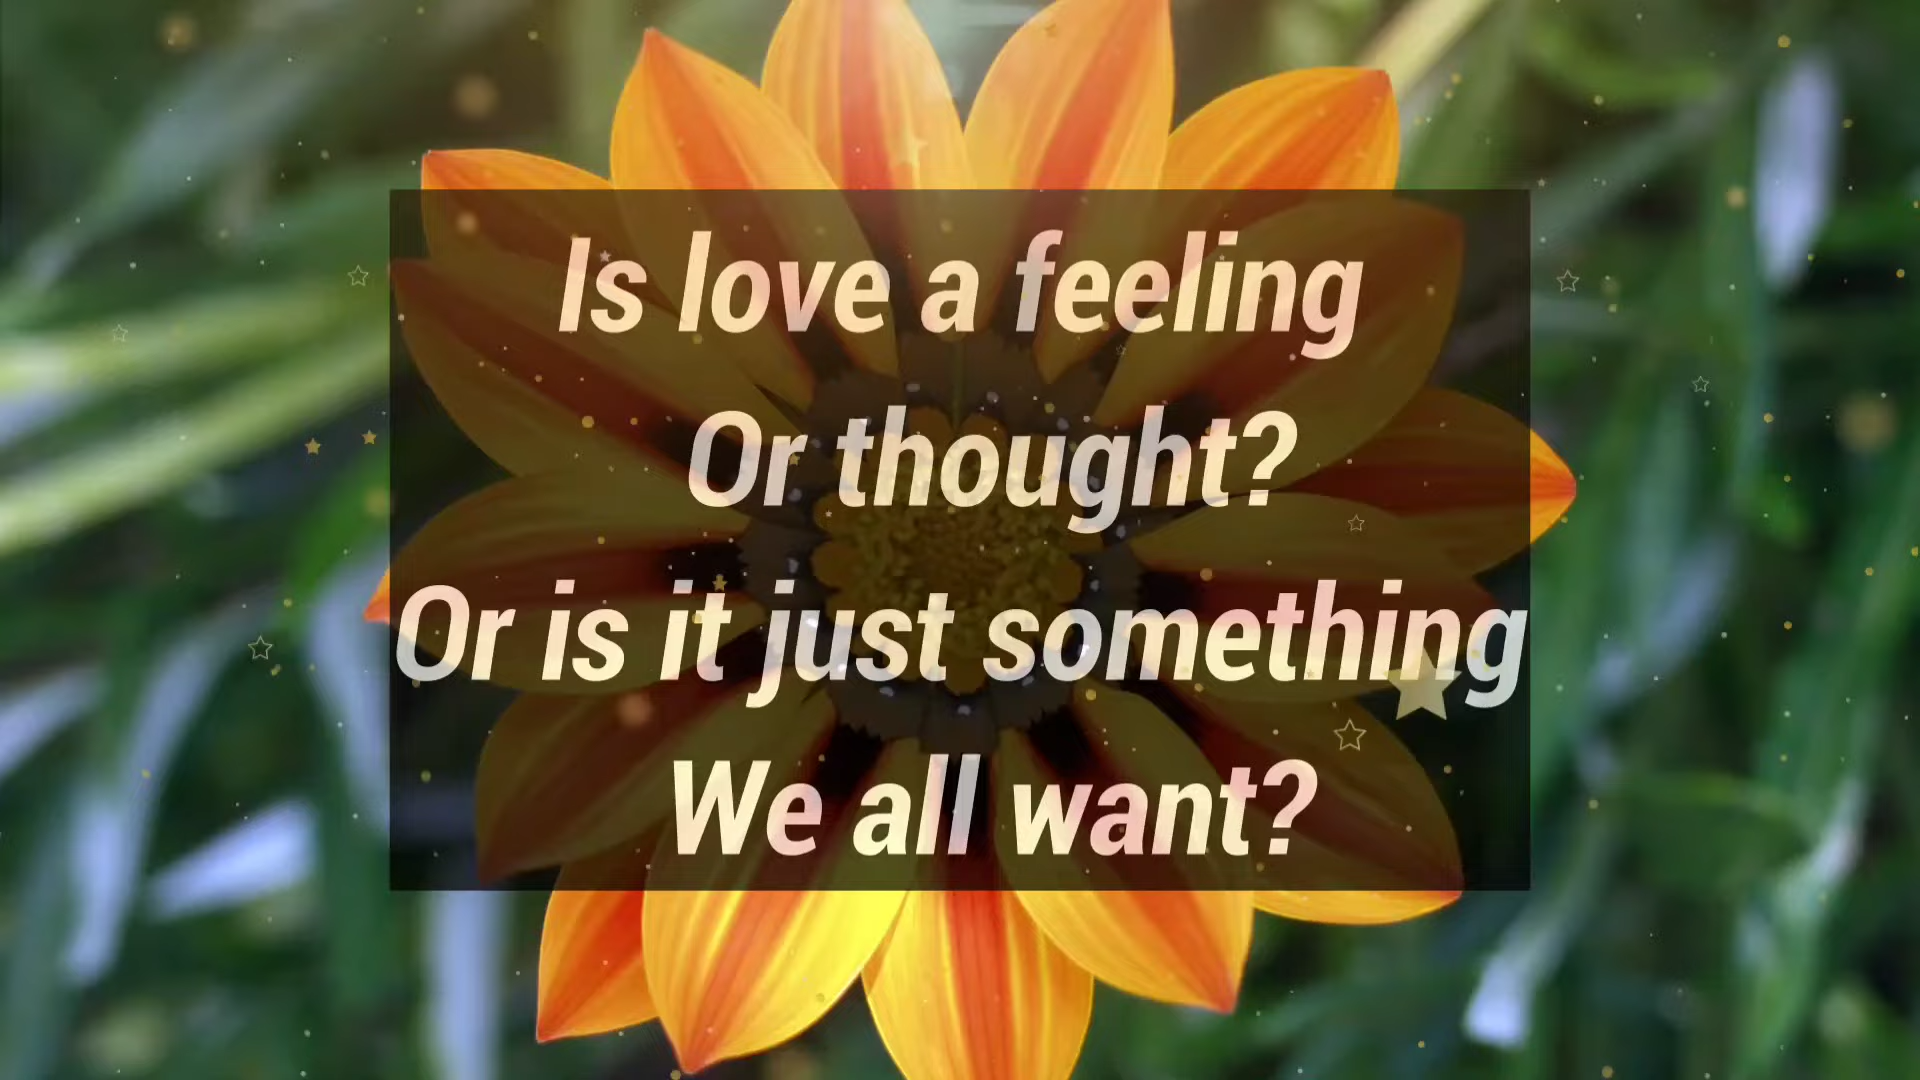 Is love a feeling
Or thought?
Or is it just something
We all want?